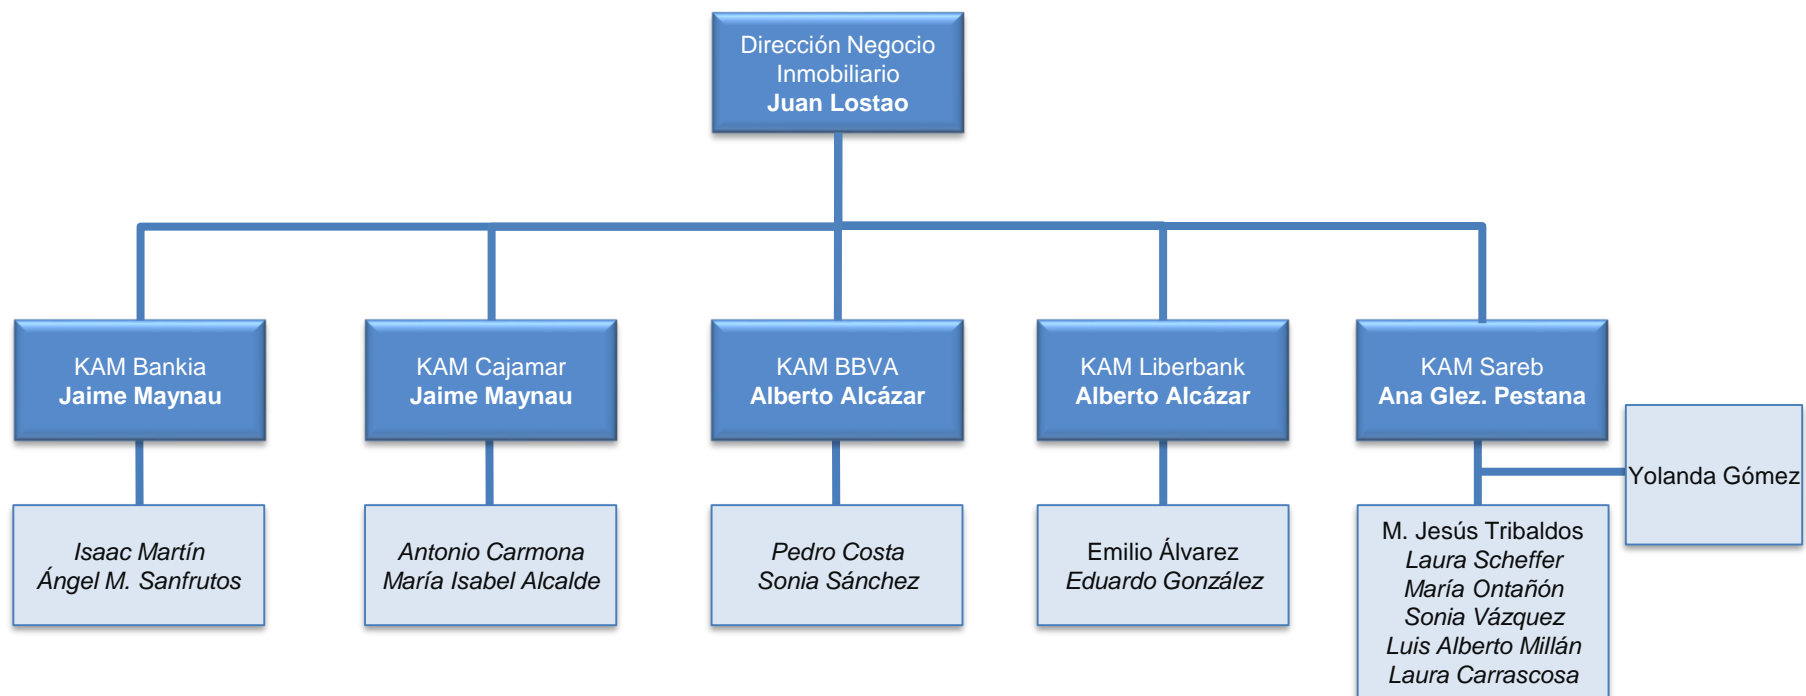 Dirección Negocio
Inmobiliario
Juan Lostao
KAM Bankia
Jaime Maynau
KAM Cajamar
Jaime Maynau
KAM BBVA
Alberto Alcázar
KAM Liberbank
Alberto Alcázar
KAM Sareb
Ana Glez. Pestana
Yolanda Gómez
Isaac Martín
Ángel M. Sanfrutos
Antonio Carmona
María Isabel Alcalde
Pedro Costa
Sonia Sánchez
Emilio Álvarez
Eduardo González
M. Jesús Tribaldos
Laura Scheffer
María Ontañón
Sonia Vázquez
Luis Alberto Millán
Laura Carrascosa